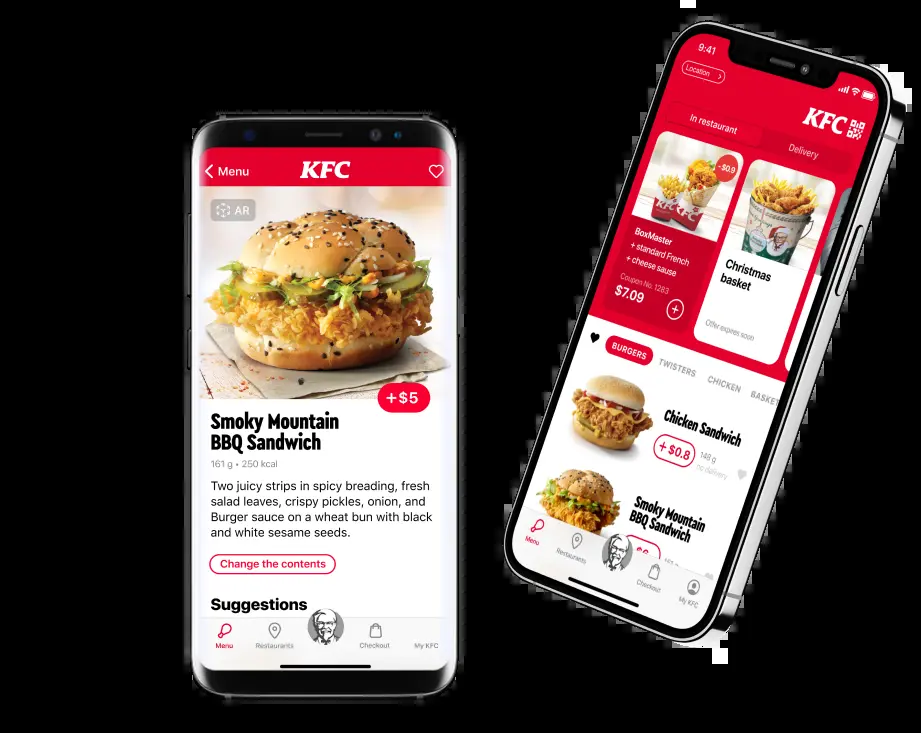 Menu
KFC
AR
+$5
Smoky Mountain
BBQ Sandwich
161 g • 250 kcal
Two juicy strips in spicy breading, fresh
salad leaves, crispy pickles, onion, and
Burger sauce on a wheat bun with black
and white sesame seeds.
Change the contents
Suggestions
Menu
Restaurants
Checkout
My KFC
9:41
Location
KFC
In restaurant
Delivery
-$0.9
KFC KFC
BoxMaster
+ standard French
+ cheese sause
Coupon No. 1283
$7.09
Christmas
basket
Offer expires soon
BURGERS
TWISTERS
CHICKEN
BASKET
Chicken Sandwich
+ $0.8
148 g
no delivery
Smoky Mountain
BBQ Sandwich
Menu
Restaurants
Checkout
My KFC